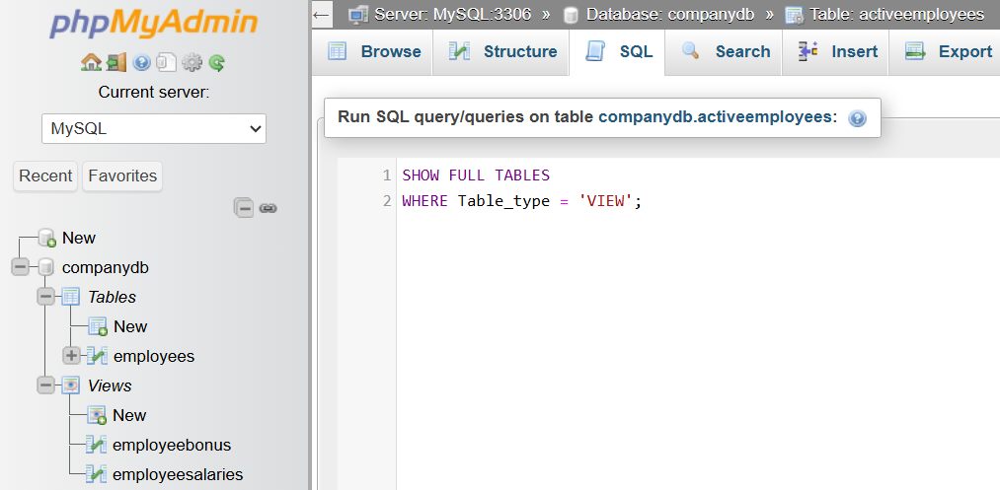 phpMyAdmin
Current server:
MySQL
Recent Favorites
New
companydb
Tables
New
employees
Views
New
employeebonus
employeesalaries
← Server: MySQL:3306 » Database: companydb » Table: activeemployees
Browse Structure SQL Search Insert Export
Run SQL query/queries on table companydb.activeemployees:
1 SHOW FULL TABLES
2 WHERE Table_type = 'VIEW';